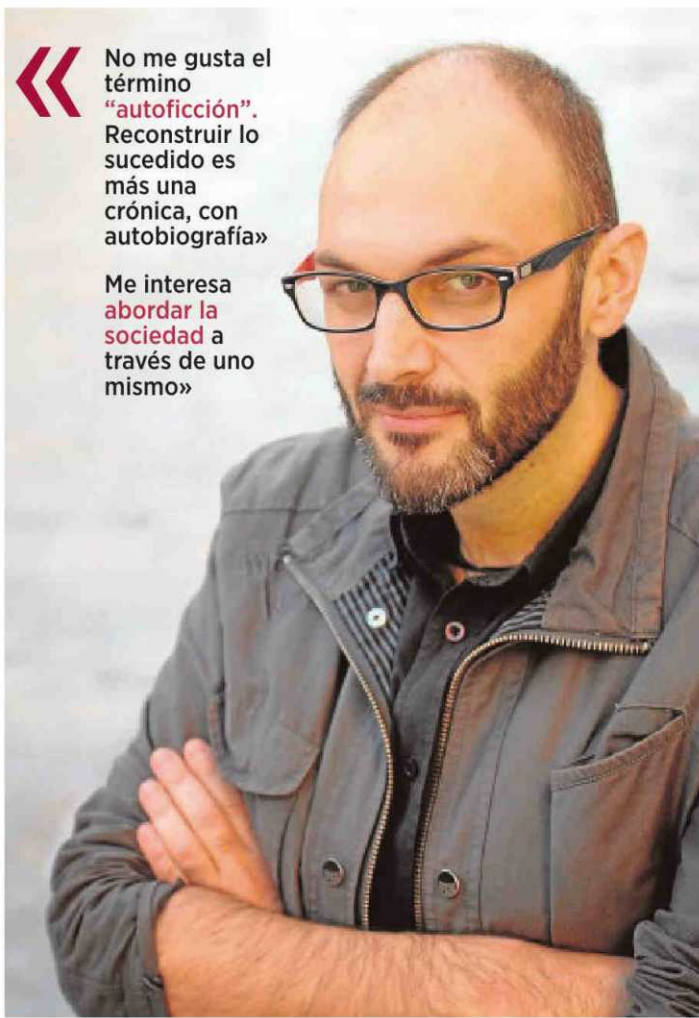 «
No me gusta el
término
“autoficción”.
Reconstruir lo
sucedido es
más una
crónica, con
autobiografía»
Me interesa
abordar la
sociedad a
través de uno
mismo»